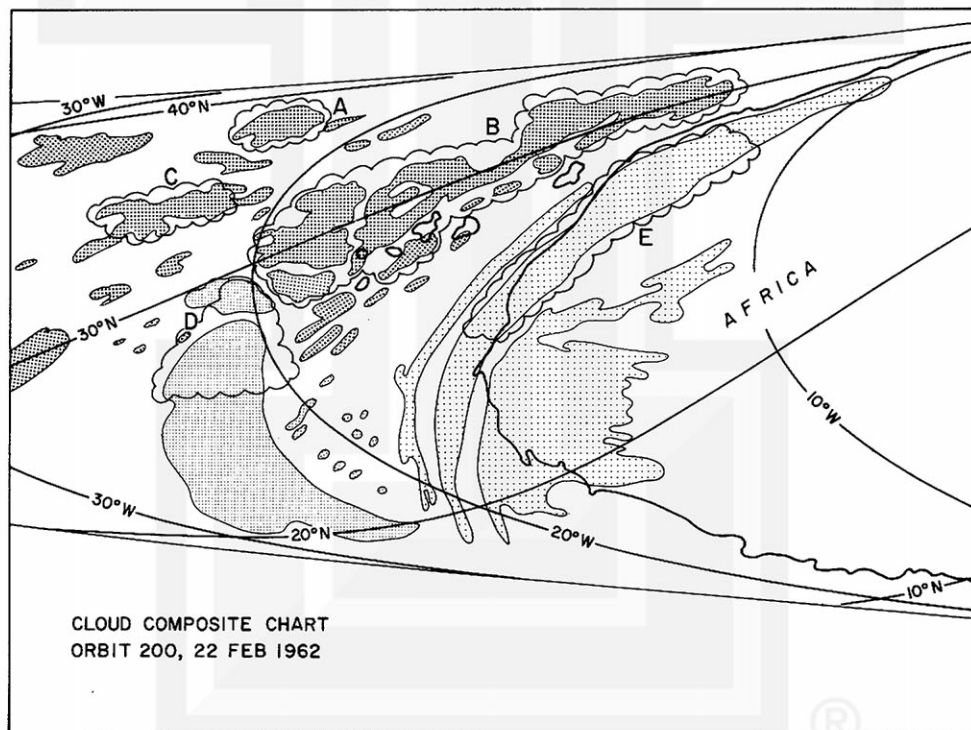 30°W
40°N
A
B
C
E
D
30°N
AFRICA
10°W
30°W
20°N
20°W
10°N
CLOUD COMPOSITE CHART
ORBIT 200, 22 FEB 1962
®